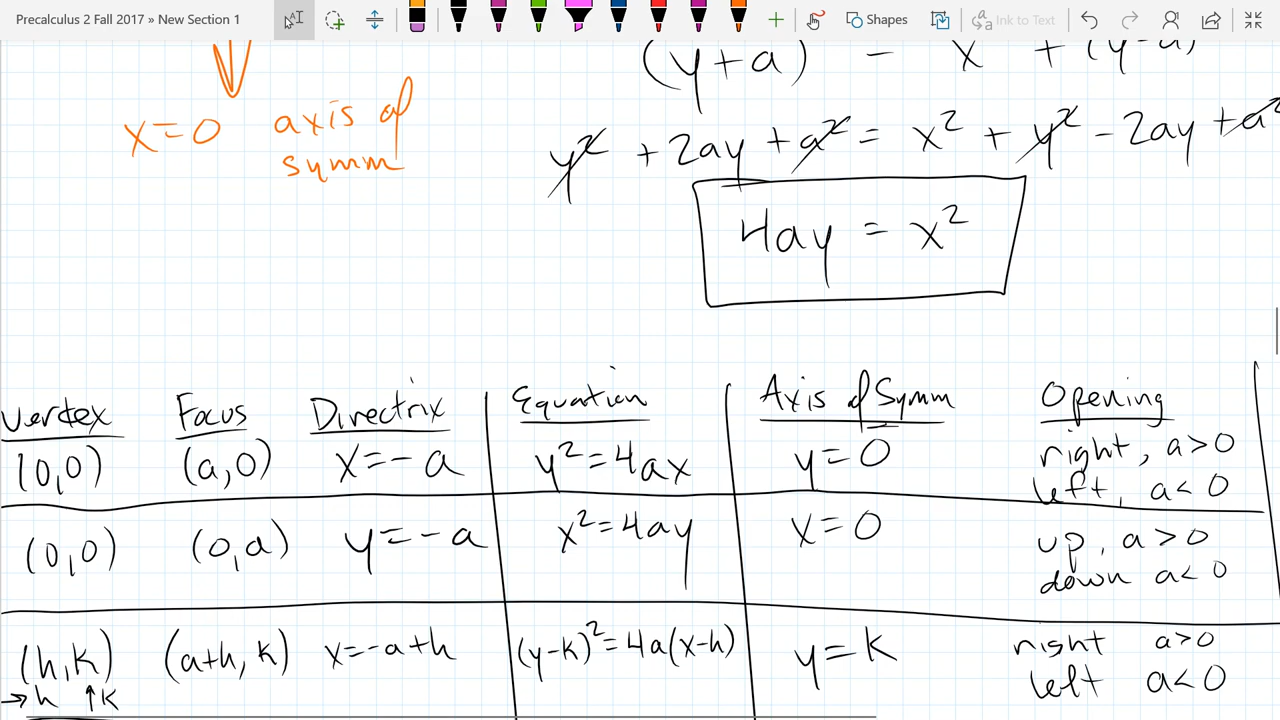 Precalculus 2 Fall 2017 » New Section 1
Shapes
Ink to Text
(y+a) = x + (y-a)
x=0 axis of
symm
y² + 2ay + a² = x² + y² - 2ay + a²
4ay = x²
Vertex Focus Directrix Equation Axis of Symm Opening
(0,0) (a,0) x=-a y²=4ax y=0 right, a>0
left, a<0
(0,0) (0,a) y=-a x²=4ay x=0 up, a>0
down a<0
(h,k) (a+h, k) x=-a+h (y-k)²=4a(x-h) y=k right a>0
left a<0
→h ↑k